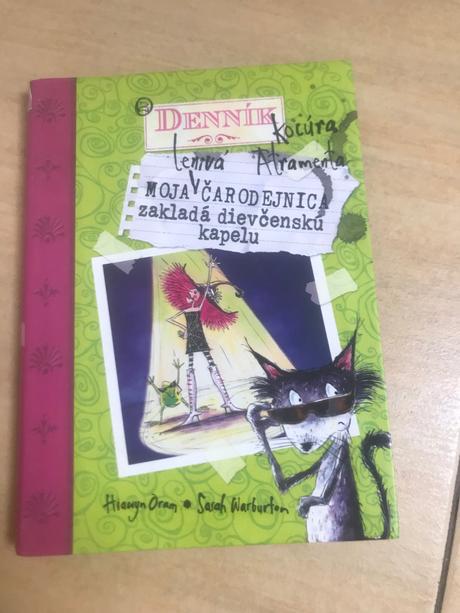 DENNÍK
Kocúra
Atramenta
lenivá
MOJA ČARODEJNICA
zakladá dievčenskú
kapelu
Hiawyn Oram • Sarah Warburton